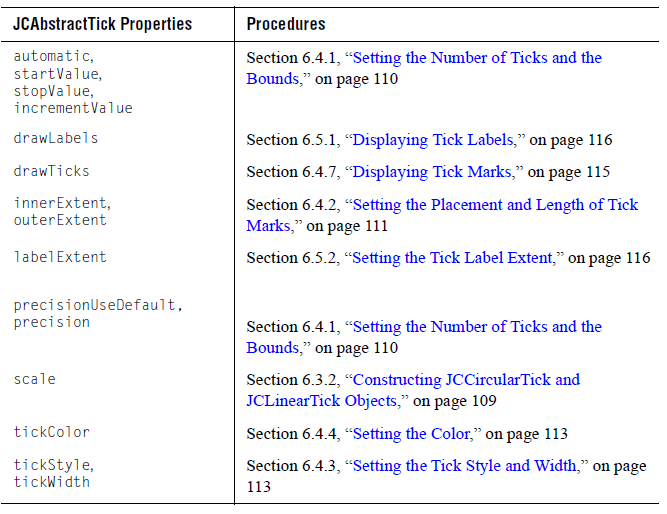 JCAbstractTick Properties Procedures
automatic,
startValue,
stopValue,
incrementValue
Section 6.4.1, “Setting the Number of Ticks and the
Bounds,” on page 110
drawLabels
Section 6.5.1, “Displaying Tick Labels,” on page 116
drawTicks
Section 6.4.7, “Displaying Tick Marks,” on page 115
innerExtent,
outerExtent
Section 6.4.2, “Setting the Placement and Length of Tick
Marks,” on page 111
labelExtent
Section 6.5.2, “Setting the Tick Label Extent,” on page 116
precisionUseDefault,
precision
Section 6.4.1, “Setting the Number of Ticks and the
Bounds,” on page 110
scale
Section 6.3.2, “Constructing JCCircularTick and
JCLinearTick Objects,” on page 109
tickColor
Section 6.4.4, “Setting the Color,” on page 113
tickStyle,
tickWidth
Section 6.4.3, “Setting the Tick Style and Width,” on page
113